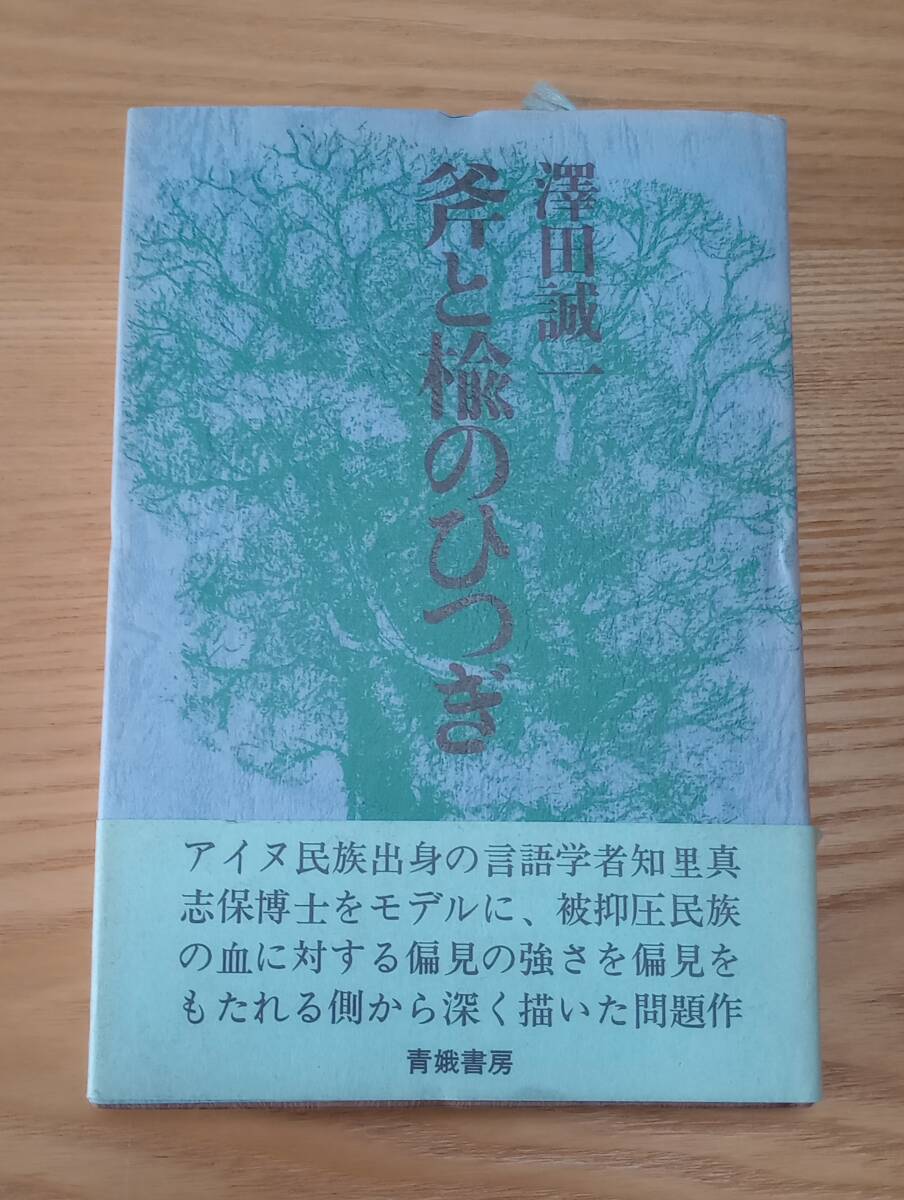 澤田誠一
斧と楡のひつぎ
アイヌ民族出身の言語学者知里真
志保博士をモデルに、被抑圧民族
の血に対する偏見の強さを偏見を
もたれる側から深く描いた問題作
青娥書房